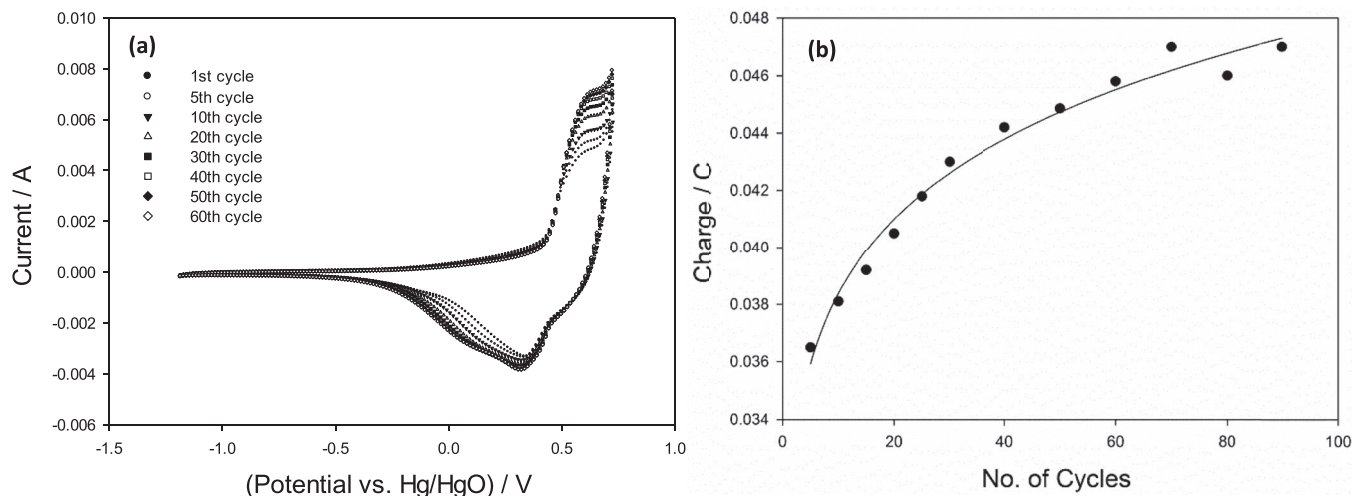 (a)
0.010
0.008
0.006
0.004
0.002
0.000
-0.002
-0.004
-0.006
Current / A
1st cycle
5th cycle
10th cycle
20th cycle
30th cycle
40th cycle
50th cycle
60th cycle
-1.5 -1.0 -0.5 0.0 0.5 1.0
(Potential vs. Hg/HgO) / V
(b)
0.048
0.046
0.044
0.042
0.040
0.038
0.036
0.034
Charge / C
0 20 40 60 80 100
No. of Cycles